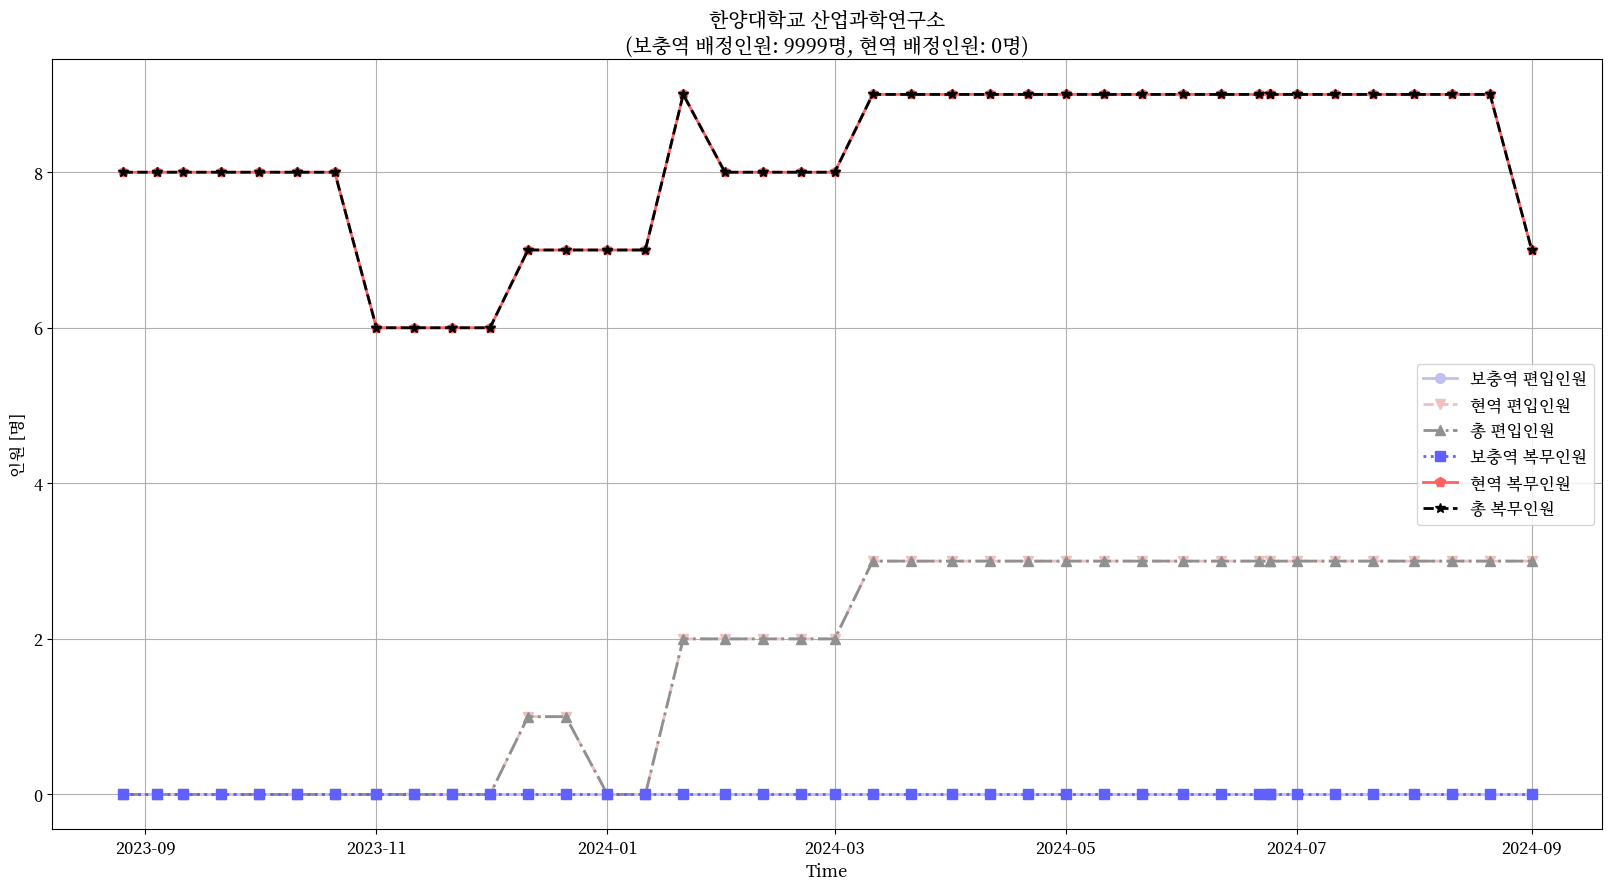 한양대학교 산업과학연구소
(보충역 배정인원: 9999명, 현역 배정인원: 0명)
인원 [명]
8
6
4
2
0
보충역 편입인원
현역 편입인원
총 편입인원
보충역 복무인원
현역 복무인원
총 복무인원
2023-09 2023-11 2024-01 2024-03 2024-05 2024-07 2024-09
Time